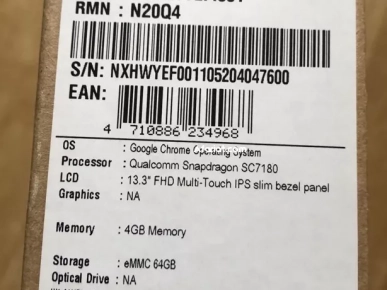 RMN : N20Q4
S/N: NXHWYEF001105204047600
EAN:
4 710886 234968
OS : Google Chrome Operating System
Processor : Qualcomm Snapdragon SC7180
LCD : 13.3" FHD Multi-Touch IPS slim bezel panel
Graphics : NA
Memory : 4GB Memory
Storage : eMMC 64GB
Optical Drive : NA